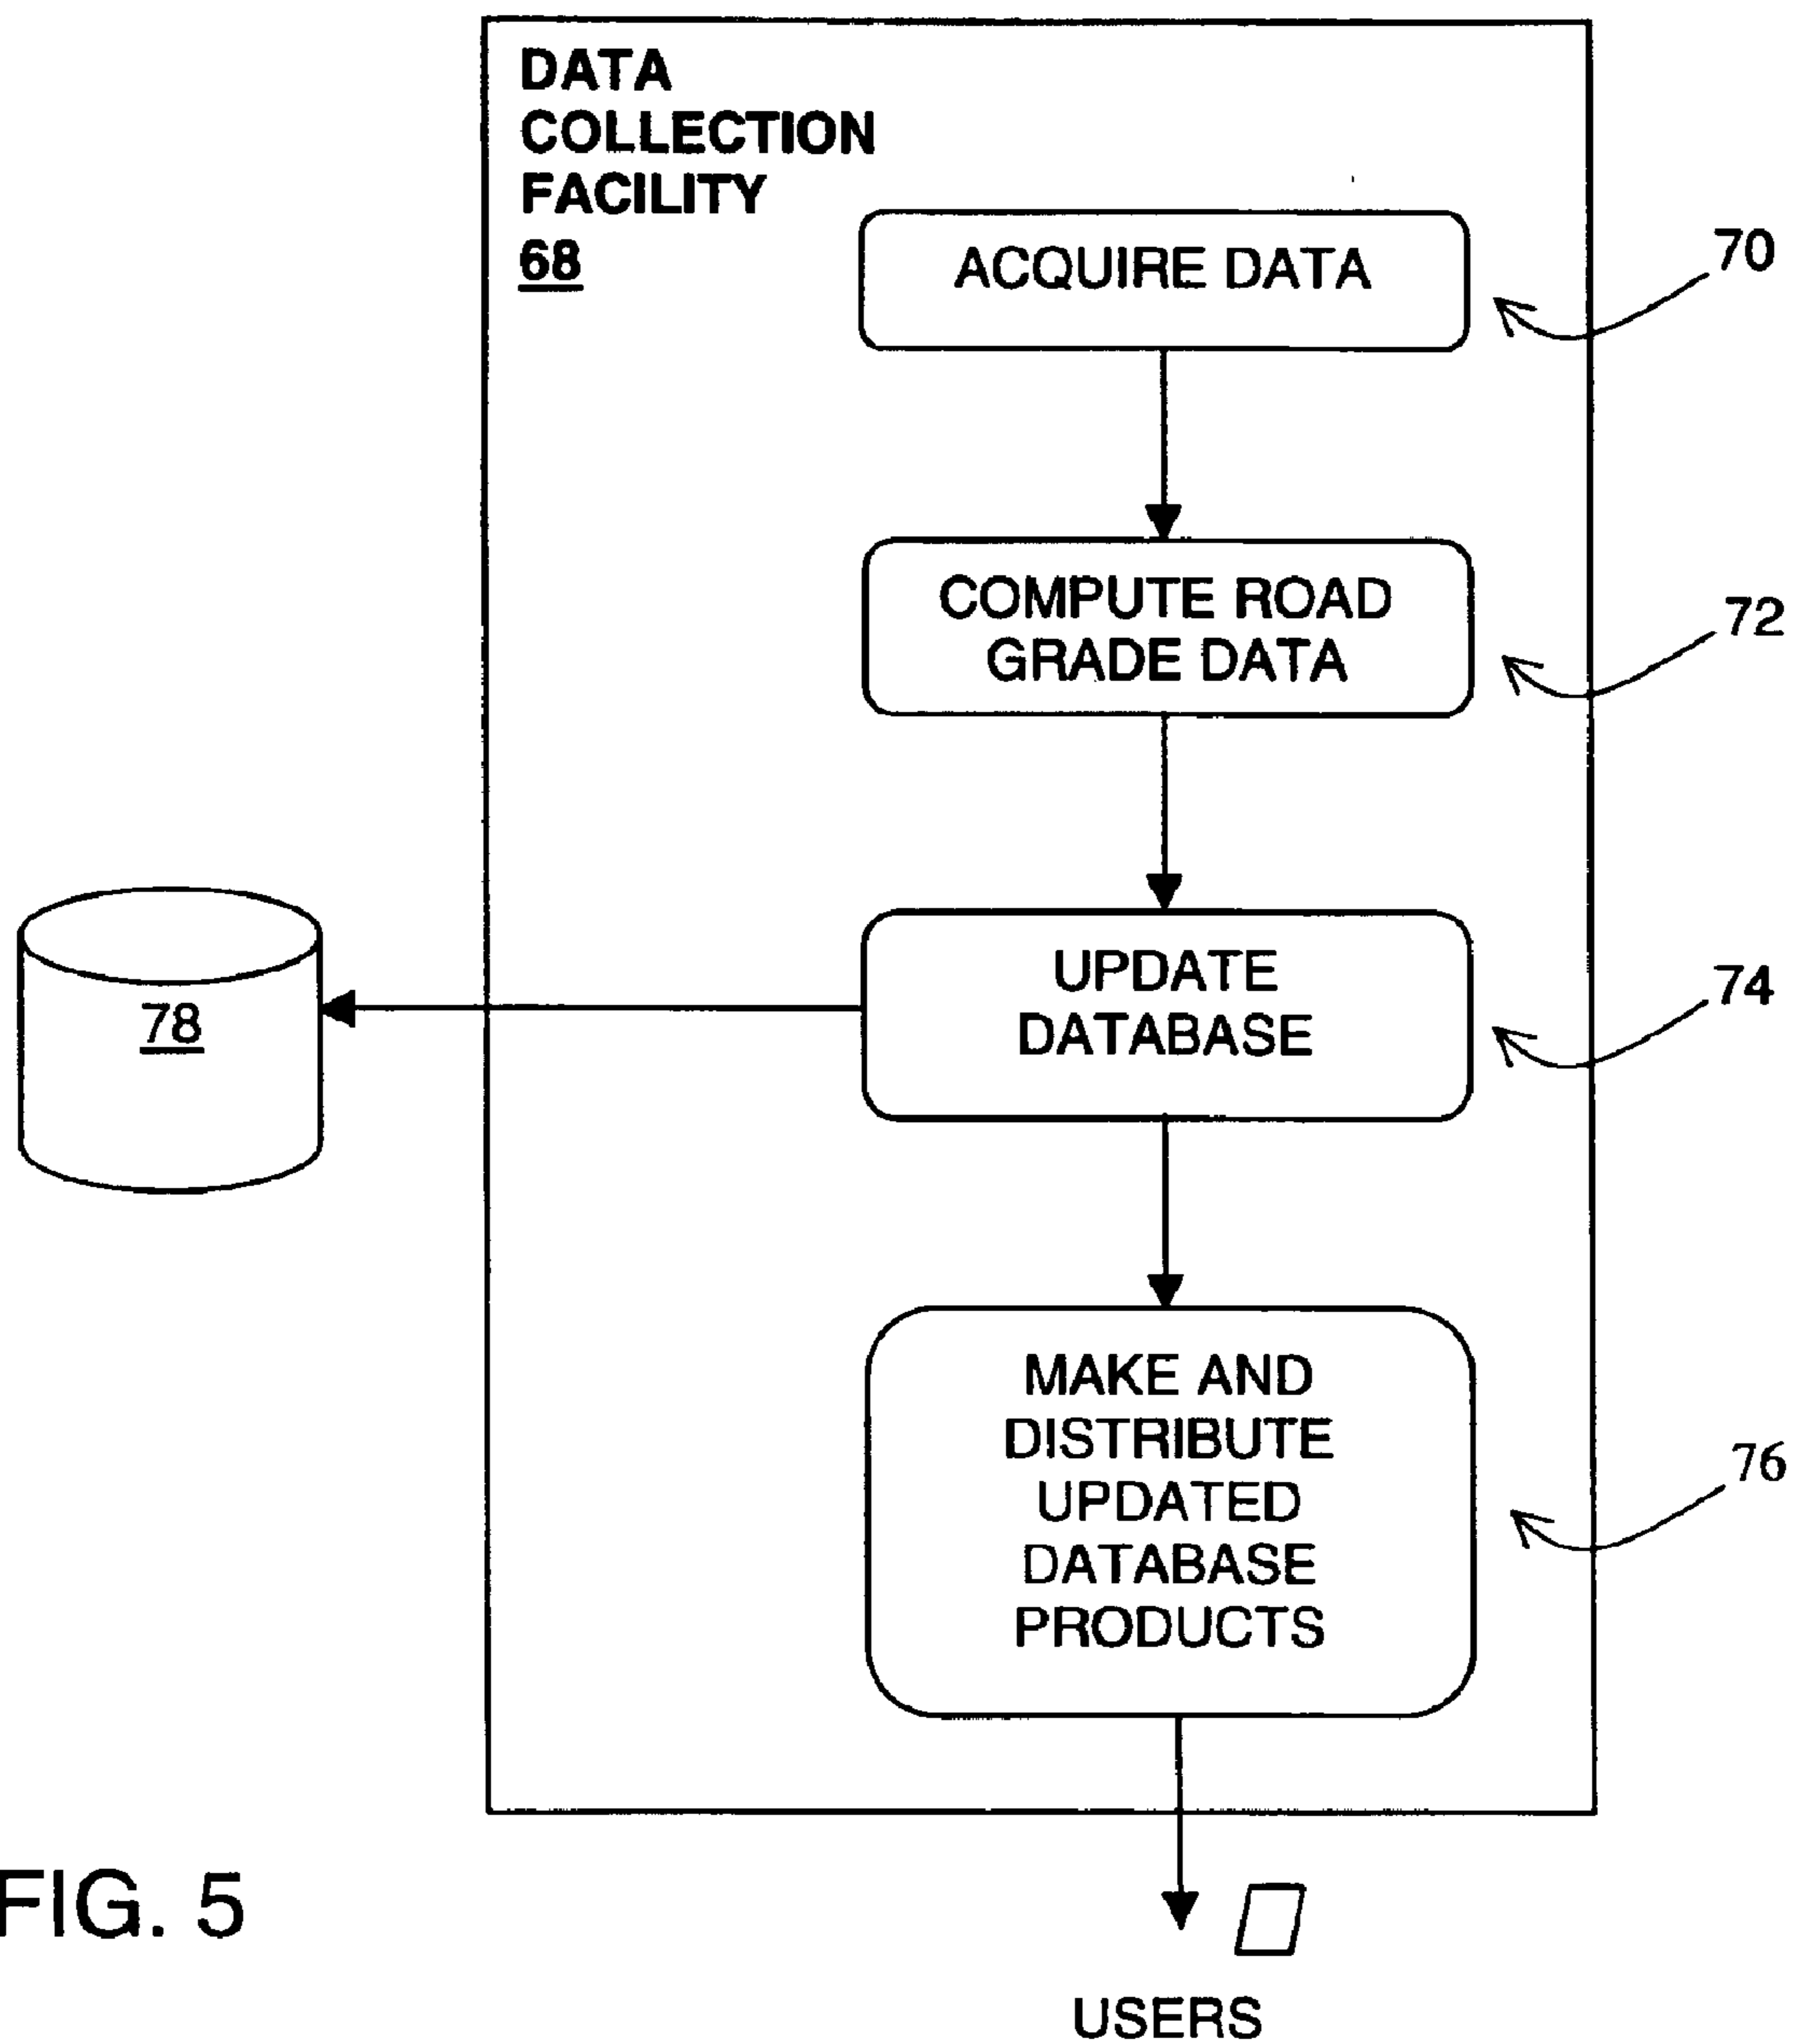 DATA
COLLECTION
FACILITY
68
ACQUIRE DATA
70
COMPUTE ROAD
GRADE DATA
72
UPDATE
DATABASE
74
78
MAKE AND
DISTRIBUTE
UPDATED
DATABASE
PRODUCTS
76
FIG. 5
USERS